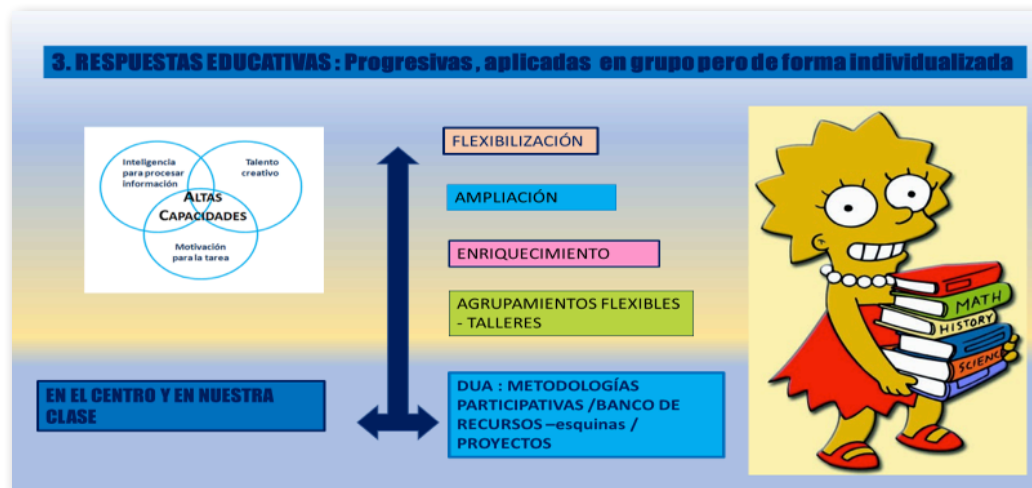 3. RESPUESTAS EDUCATIVAS : Progresivas , aplicadas en grupo pero de forma individualizada
Inteligencia
para procesar
información
Talento
creativo
ALTAS
CAPACIDADES
Motivación
para la tarea
FLEXIBILIZACIÓN
AMPLIACIÓN
ENRIQUECIMIENTO
AGRUPAMIENTOS FLEXIBLES
- TALLERES
EN EL CENTRO Y EN NUESTRA
CLASE
DUA : METODOLOGÍAS
PARTICIPATIVAS /BANCO DE
RECURSOS –esquinas /
PROYECTOS
MATH
HISTORY
SCIENC